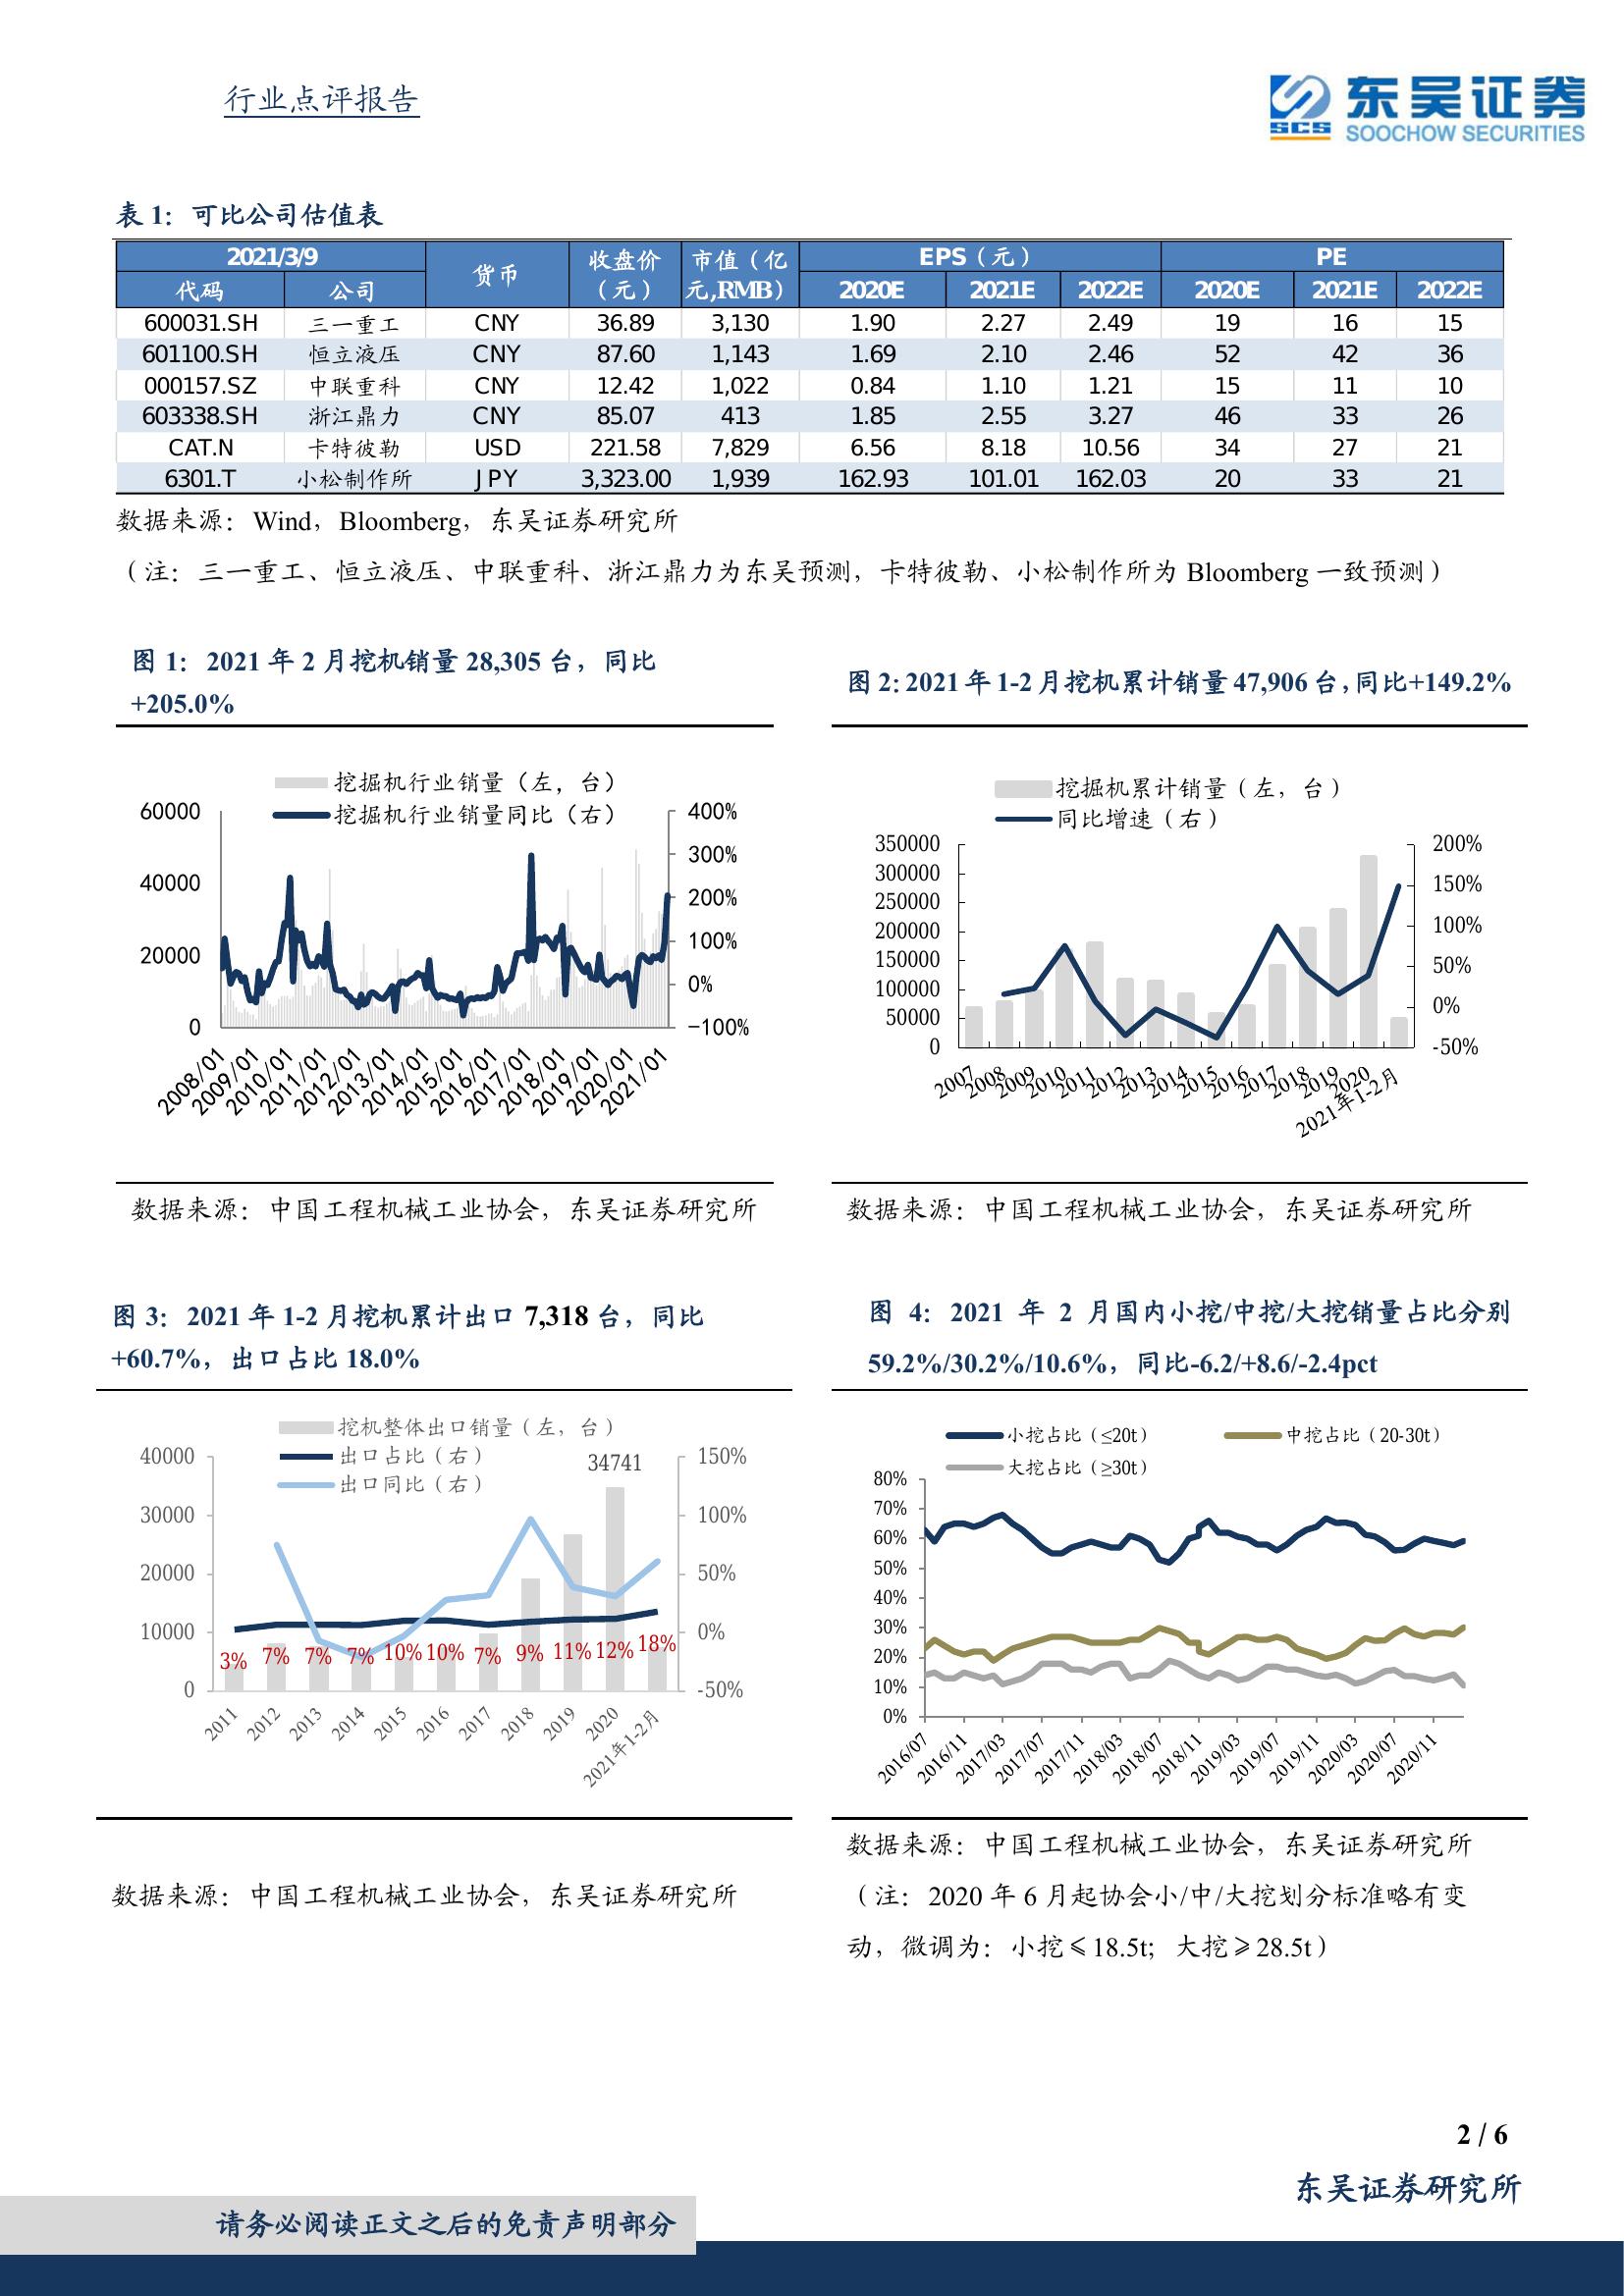 行业点评报告
SCS 东吴证券
SOOCHOW SECURITIES
表 1：可比公司估值表
2021/3/9 货币 收盘价（元） 市值（亿元,RMB） EPS（元） PE
代码 公司 2020E 2021E 2022E 2020E 2021E 2022E
600031.SH 三一重工 CNY 36.89 3,130 1.90 2.27 2.49 19 16 15
601100.SH 恒立液压 CNY 87.60 1,143 1.69 2.10 2.46 52 42 36
000157.SZ 中联重科 CNY 12.42 1,022 0.84 1.10 1.21 15 11 10
603338.SH 浙江鼎力 CNY 85.07 413 1.85 2.55 3.27 46 33 26
CAT.N 卡特彼勒 USD 221.58 7,829 6.56 8.18 10.56 34 27 21
6301.T 小松制作所 JPY 3,323.00 1,939 162.93 101.01 162.03 20 33 21
数据来源：Wind，Bloomberg，东吴证券研究所
（注：三一重工、恒立液压、中联重科、浙江鼎力为东吴预测，卡特彼勒、小松制作所为 Bloomberg 一致预测）
图 1：2021 年 2 月挖机销量 28,305 台，同比
+205.0%
挖掘机行业销量（左，台）
挖掘机行业销量同比（右）
60000
40000
20000
0
400%
300%
200%
100%
0%
-100%
2008/01 2009/01 2010/01 2011/01 2012/01 2013/01 2014/01 2015/01 2016/01 2017/01 2018/01 2019/01 2020/01 2021/01
数据来源：中国工程机械工业协会，东吴证券研究所
图 2：2021 年 1-2 月挖机累计销量 47,906 台，同比+149.2%
挖掘机累计销量（左，台）
同比增速（右）
350000
300000
250000
200000
150000
100000
50000
0
200%
150%
100%
50%
0%
-50%
2007 2008 2009 2010 2011 2012 2013 2014 2015 2016 2017 2018 2019 2020 2021年1-2月
数据来源：中国工程机械工业协会，东吴证券研究所
图 3：2021 年 1-2 月挖机累计出口 7,318 台，同比
+60.7%，出口占比 18.0%
挖机整体出口销量（左，台）
出口占比（右）
出口同比（右）
34741
40000
30000
20000
10000
0
150%
100%
50%
0%
-50%
3% 7% 7% 7% 10% 10% 7% 9% 11% 12% 18%
2011 2012 2013 2014 2015 2016 2017 2018 2019 2020 2021年1-2月
数据来源：中国工程机械工业协会，东吴证券研究所
图 4：2021 年 2 月国内小挖/中挖/大挖销量占比分别
59.2%/30.2%/10.6%，同比-6.2/+8.6/-2.4pct
小挖占比（≤20t） 中挖占比（20-30t）
大挖占比（≥30t）
80%
70%
60%
50%
40%
30%
20%
10%
0%
2016/07 2016/11 2017/03 2017/07 2017/11 2018/03 2018/07 2018/11 2019/03 2019/07 2019/11 2020/03 2020/07 2020/11
数据来源：中国工程机械工业协会，东吴证券研究所
（注：2020 年 6 月起协会小/中/大挖划分标准略有变
动，微调为：小挖≤18.5t；大挖≥28.5t）
2 / 6
东吴证券研究所
请务必阅读正文之后的免责声明部分